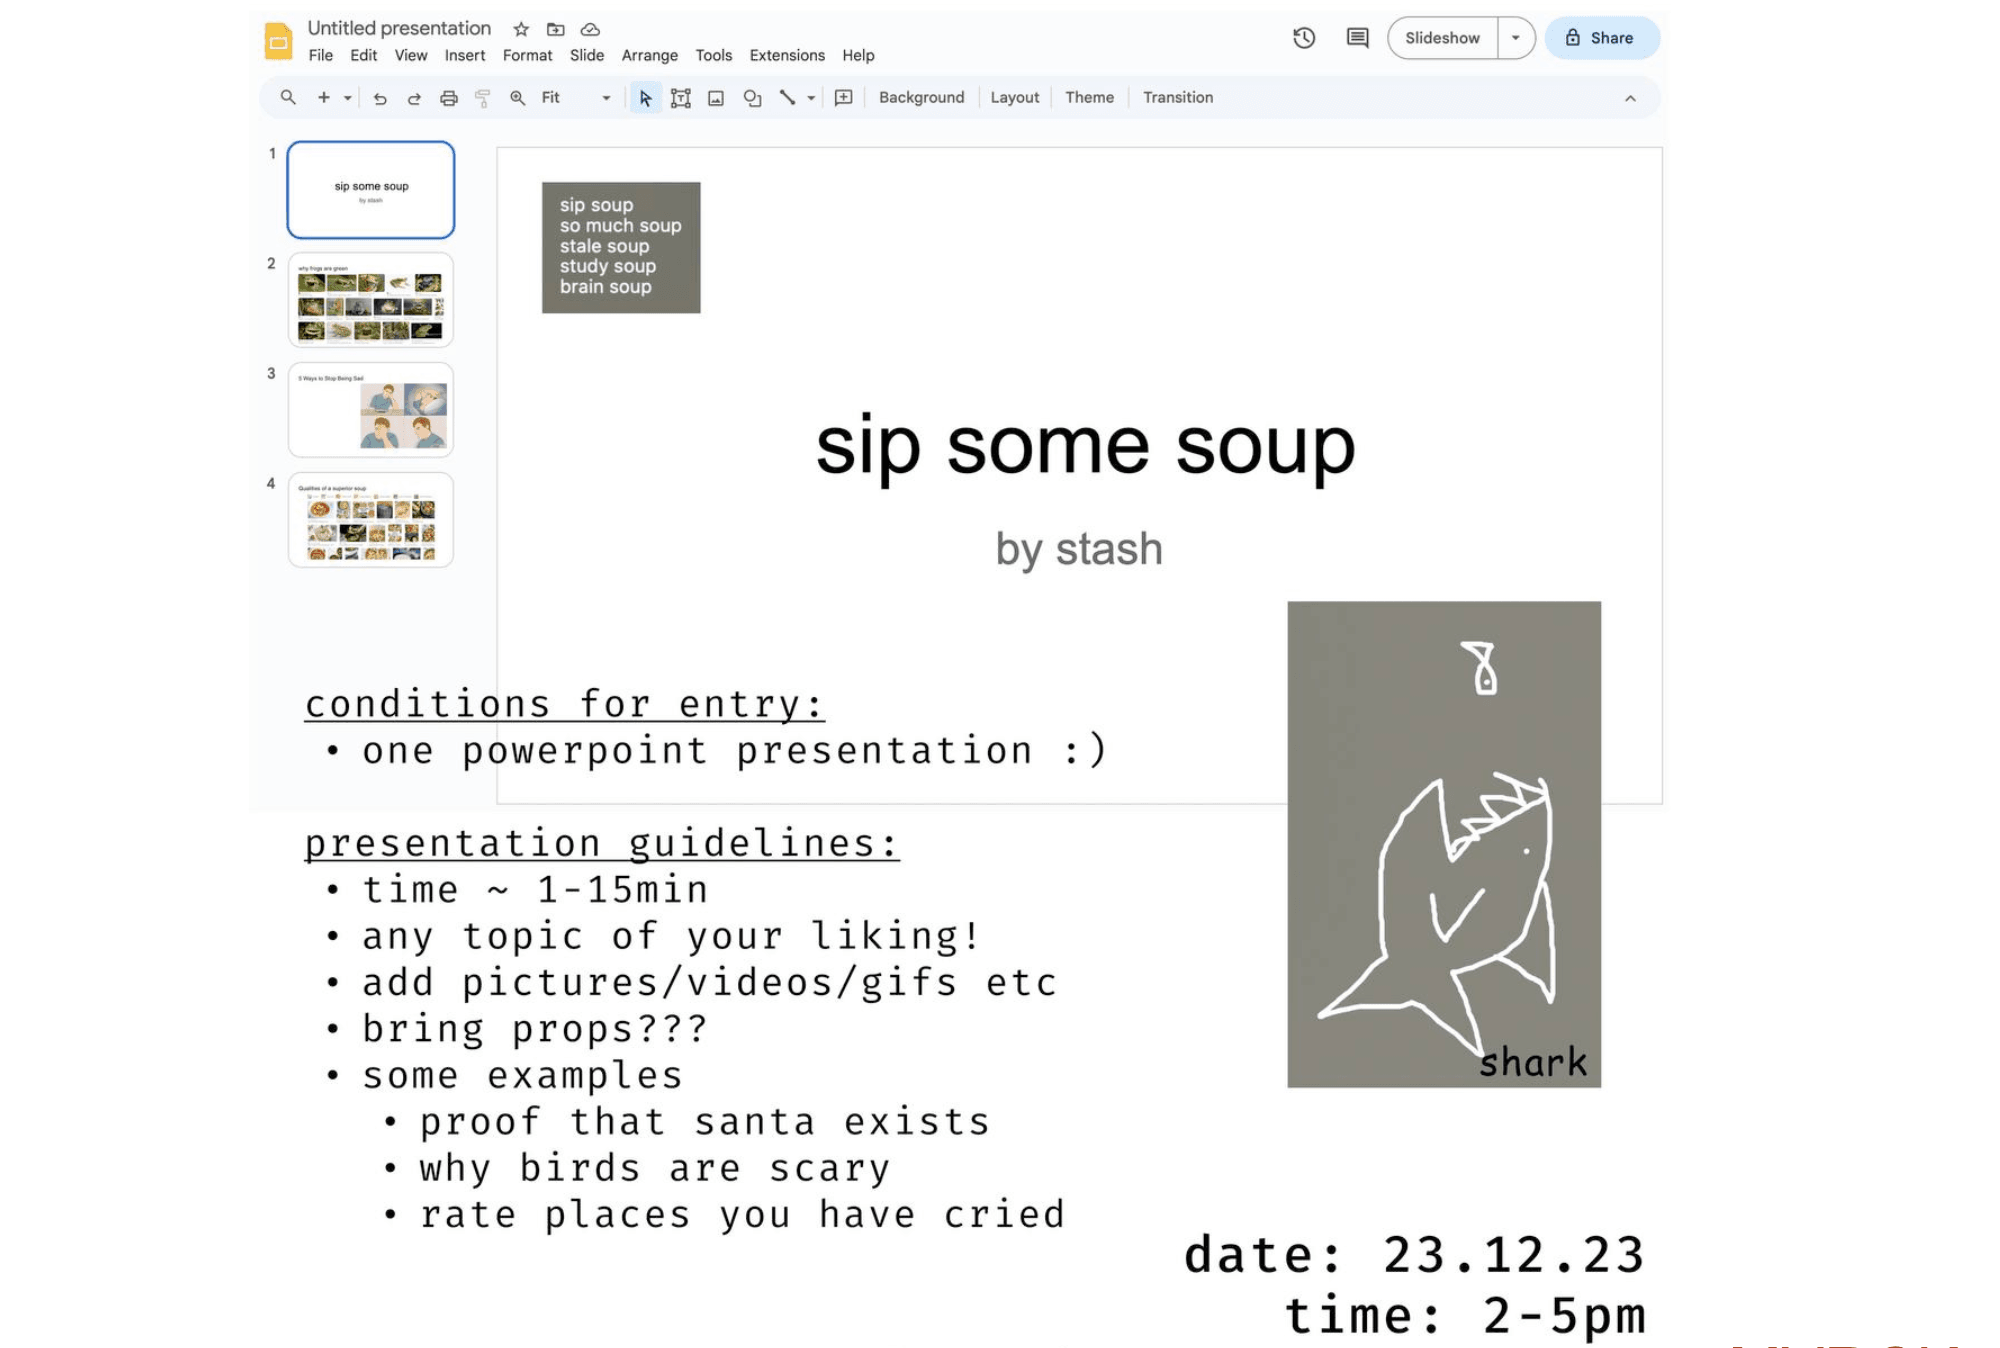 Untitled presentation
File Edit View Insert Format Slide Arrange Tools Extensions Help
Slideshow
Share
Fit
Background Layout Theme Transition
1
sip some soup
by stash
2
why frogs are green
3
5 Ways to Stop Being Sad
4
Qualities of a superior soup
sip soup
so much soup
stale soup
study soup
brain soup
sip some soup
by stash
conditions for entry:
• one powerpoint presentation :)
presentation guidelines:
• time ~ 1-15min
• any topic of your liking!
• add pictures/videos/gifs etc
• bring props???
• some examples
• proof that santa exists
• why birds are scary
• rate places you have cried
shark
date: 23.12.23
time: 2-5pm